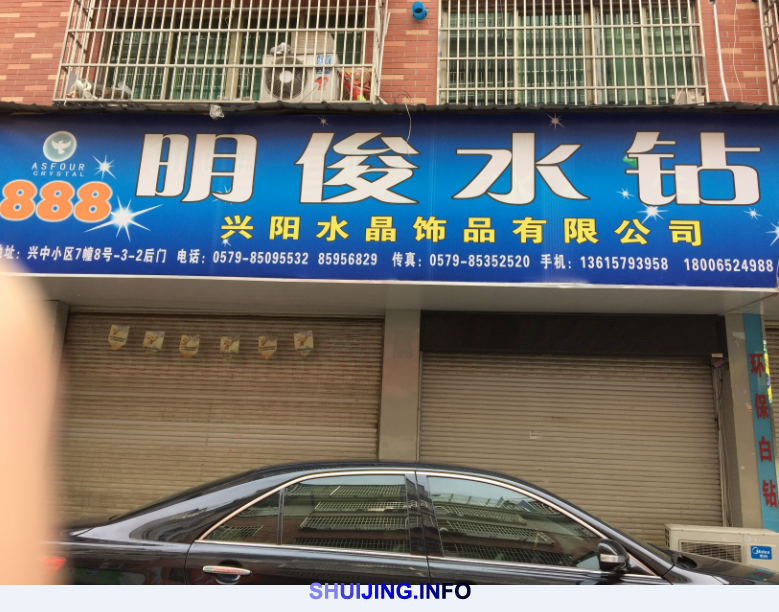 ASFOUR
CRYSTAL
888
明俊水钻
兴阳水晶饰品有限公司
地址：兴中小区7幢8号-3-2后门 电话：0579-85095532 85956829 传真：0579-85352520 手机：13615793958 18006524988
环保白钻
Midea
SHUIJING.INFO